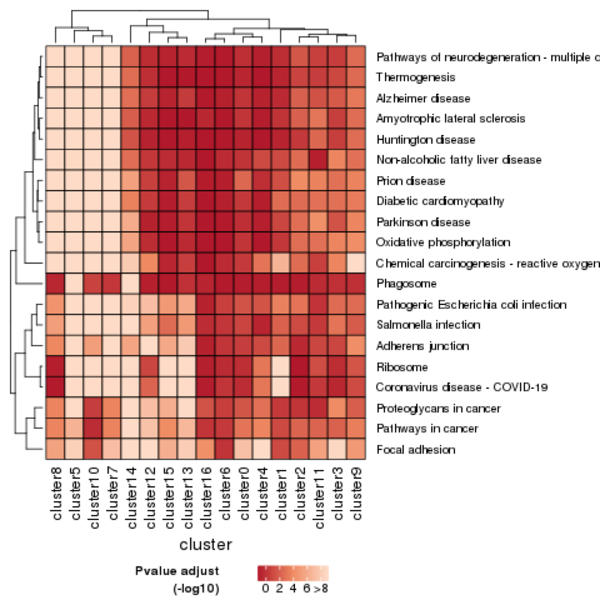 Pathways of neurodegeneration - multiple
Thermogenesis
Alzheimer disease
Amyotrophic lateral sclerosis
Huntington disease
Non-alcoholic fatty liver disease
Prion disease
Diabetic cardiomyopathy
Parkinson disease
Oxidative phosphorylation
Chemical carcinogenesis - reactive oxygen
Phagosome
Pathogenic Escherichia coli infection
Salmonella infection
Adherens junction
Ribosome
Coronavirus disease - COVID-19
Proteoglycans in cancer
Pathways in cancer
Focal adhesion
cluster8
cluster5
cluster10
cluster7
cluster14
cluster12
cluster15
cluster13
cluster16
cluster6
cluster0
cluster4
cluster1
cluster2
cluster11
cluster3
cluster9
cluster
Pvalue adjust
(-log10)
0 2 4 6 >8